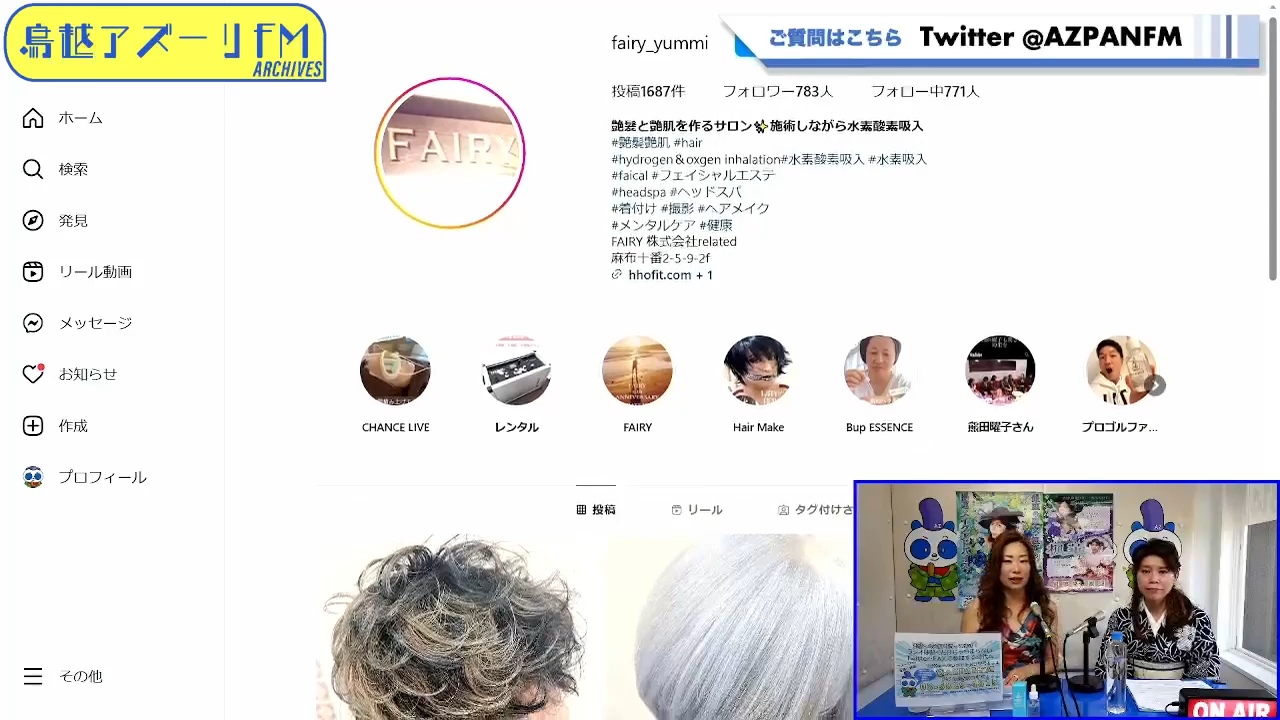 鳥越アズーリFM
ARCHIVES
ご質問はこちら Twitter @AZPANFM
fairy_yummi
投稿1687件 フォロワー783人 フォロー中771人
艶髪と艶肌を作るサロン✨施術しながら水素酸素吸入
#艶髪艶肌 #hair
#hydrogen＆oxgen inhalation#水素酸素吸入 #水素吸入
#faical #フェイシャルエステ
#headspa #ヘッドスパ
#着付け #撮影 #ヘアメイク
#メンタルケア #健康
FAIRY 株式会社related
麻布十番2-5-9-2f
hhofit.com + 1
FAIRY
ホーム
検索
発見
リール動画
メッセージ
お知らせ
作成
プロフィール
その他
CHANCE LIVE
レンタル
FAIRY
Hair Make
Bup ESSENCE
熊田曜子さん
プロゴルファ...
投稿
リール
タグ付けさ
ON AIR